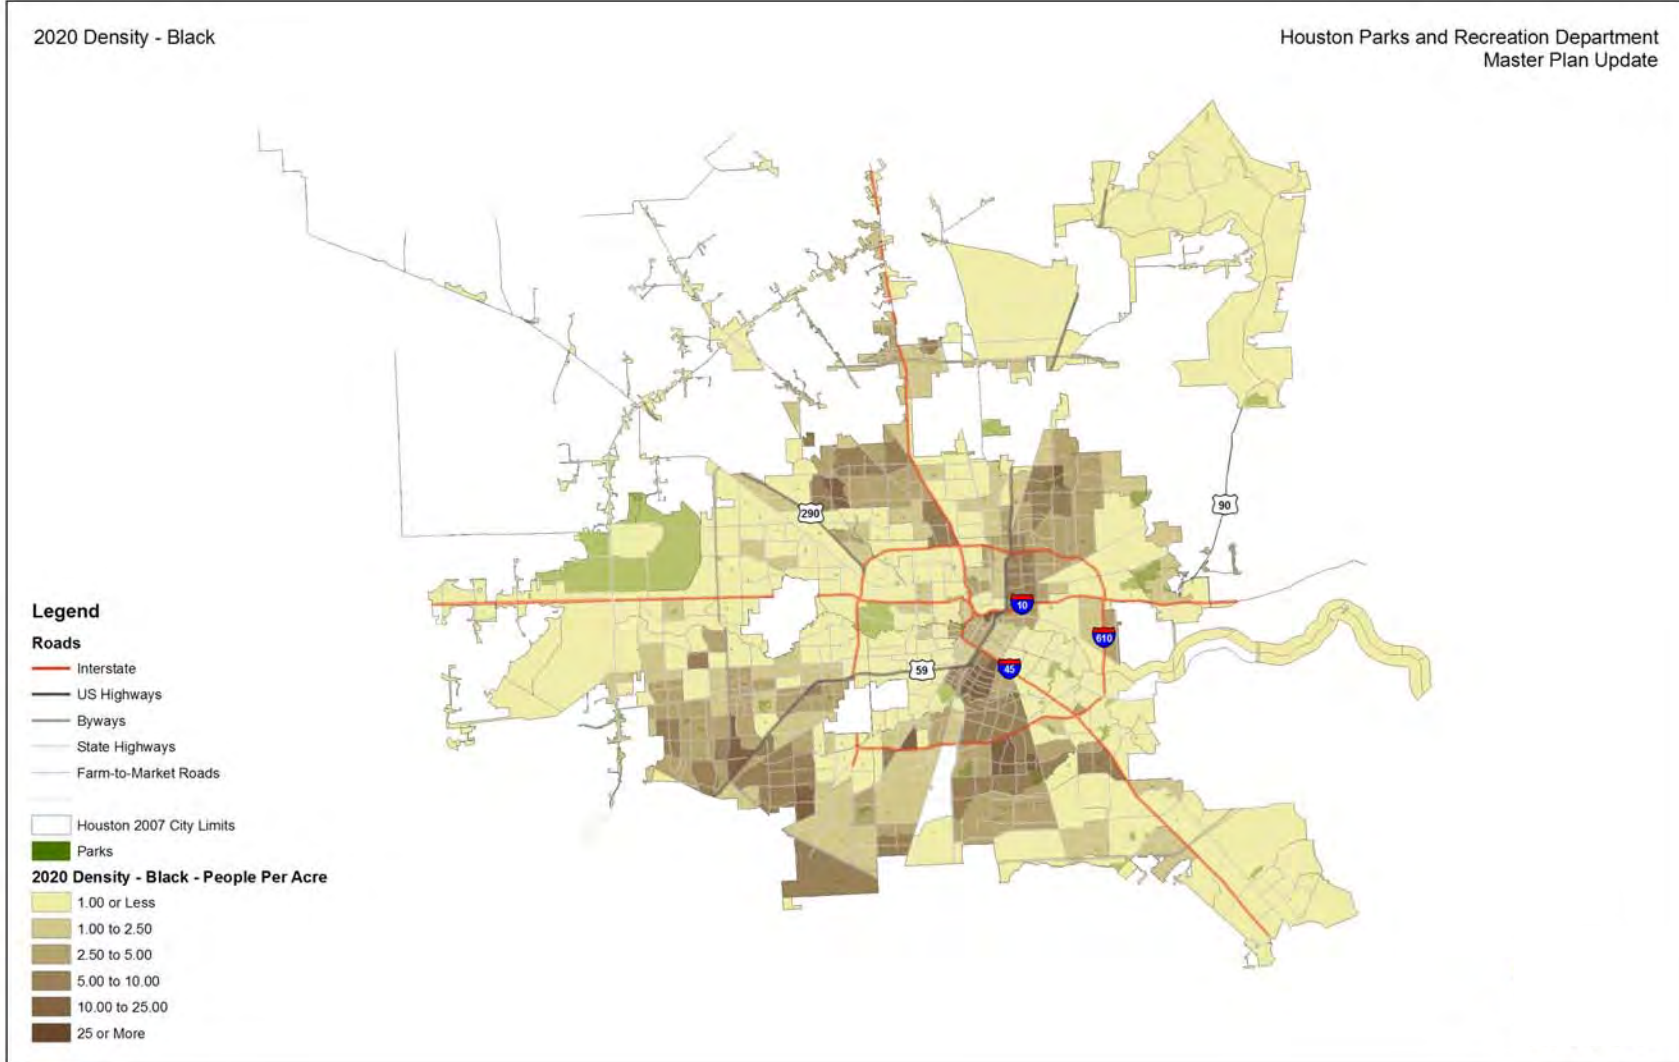 2020 Density - Black
Houston Parks and Recreation Department
Master Plan Update
290
90
10
610
59
45
Legend
Roads
Interstate
US Highways
Byways
State Highways
Farm-to-Market Roads
Houston 2007 City Limits
Parks
2020 Density - Black - People Per Acre
1.00 or Less
1.00 to 2.50
2.50 to 5.00
5.00 to 10.00
10.00 to 25.00
25 or More